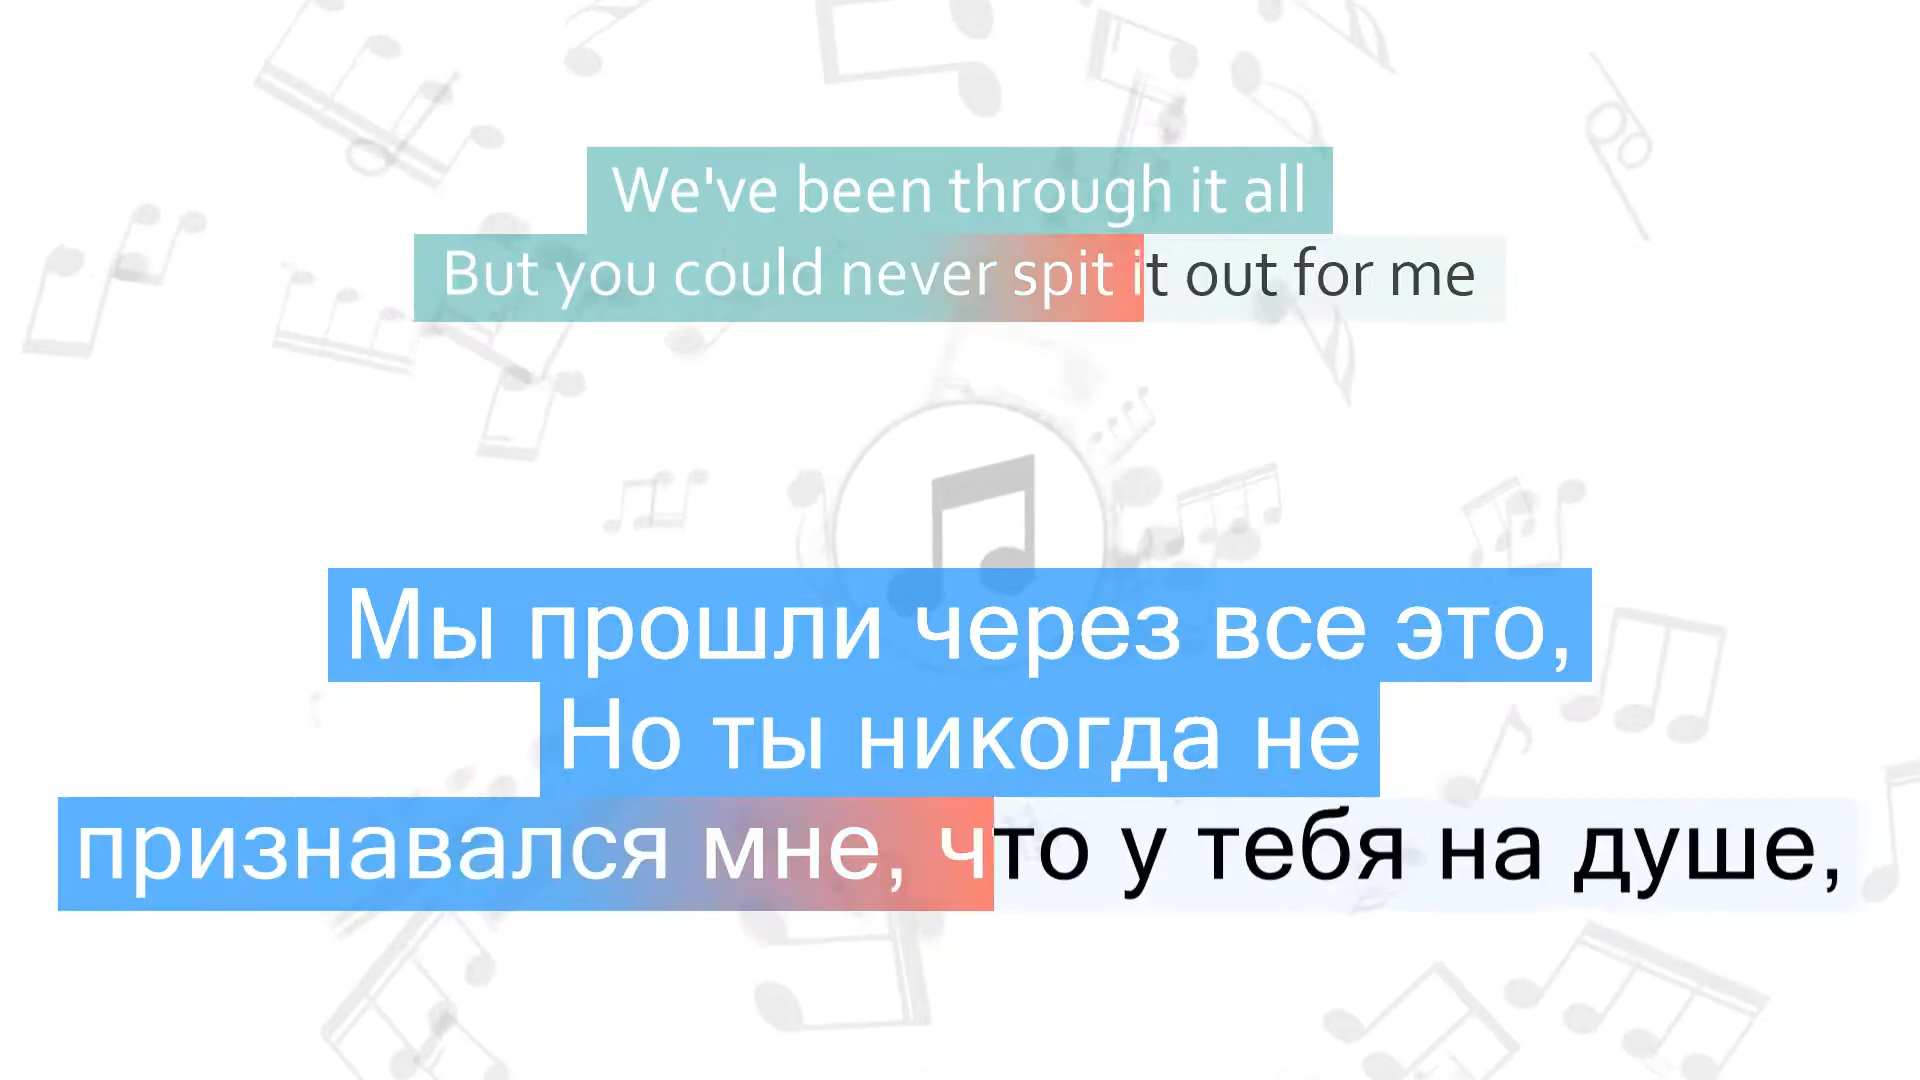 We've been through it all
But you could never spit it out for me
Мы прошли через все это,
Но ты никогда не
признавался мне, что у тебя на душе,